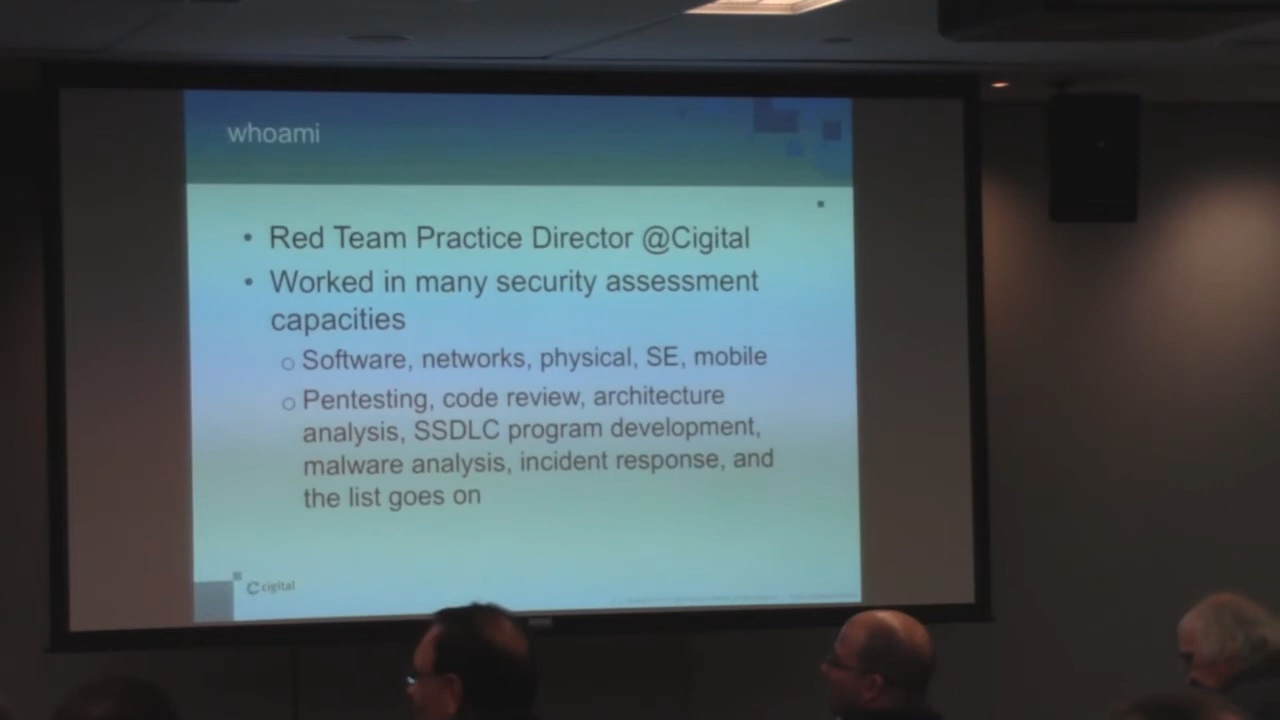 whoami
• Red Team Practice Director @Cigital
• Worked in many security assessment
capacities
o Software, networks, physical, SE, mobile
o Pentesting, code review, architecture
analysis, SSDLC program development,
malware analysis, incident response, and
the list goes on
cigital